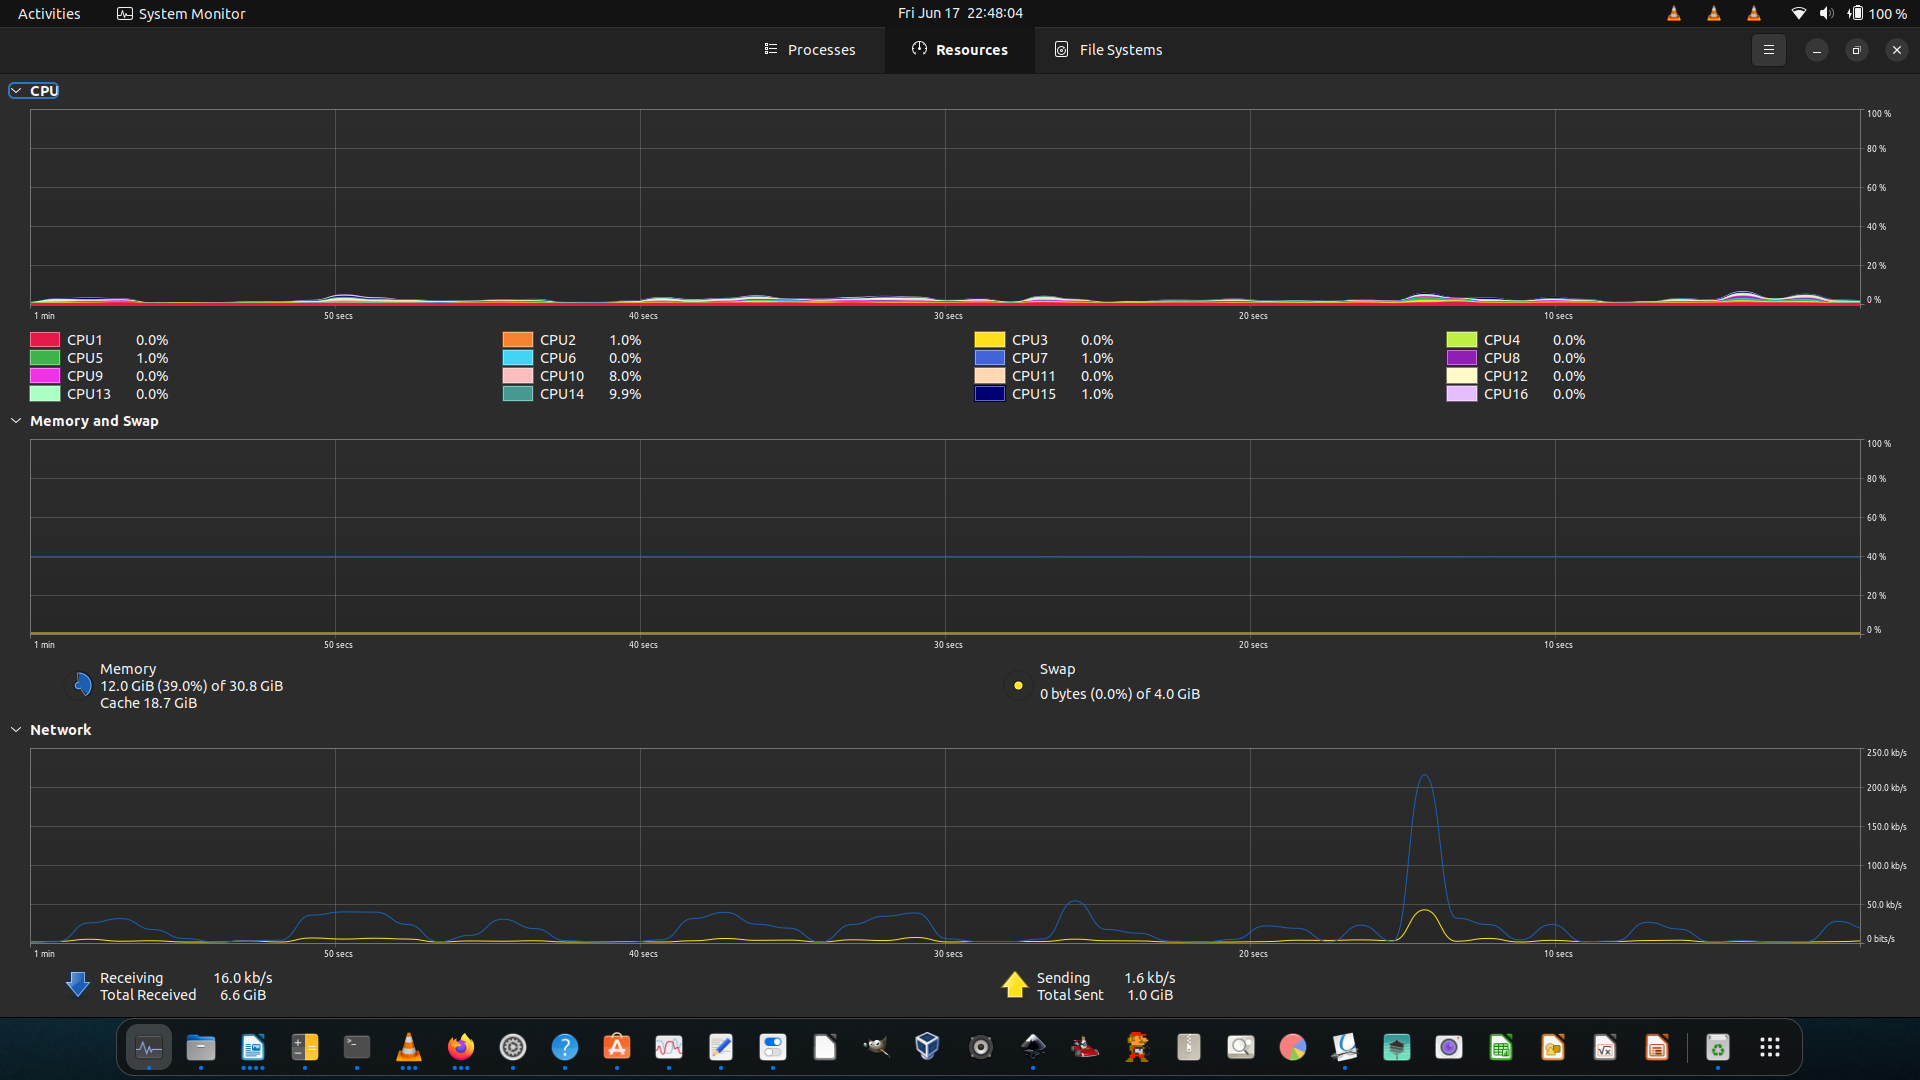 Activities System Monitor Fri Jun 17 22:48:04 100 %
Processes Resources File Systems
CPU
100 %
80 %
60 %
40 %
20 %
0 %
1 min 50 secs 40 secs 30 secs 20 secs 10 secs
CPU1 0.0% CPU2 1.0% CPU3 0.0% CPU4 0.0%
CPU5 1.0% CPU6 0.0% CPU7 1.0% CPU8 0.0%
CPU9 0.0% CPU10 8.0% CPU11 0.0% CPU12 0.0%
CPU13 0.0% CPU14 9.9% CPU15 1.0% CPU16 0.0%
Memory and Swap
100 %
80 %
60 %
40 %
20 %
0 %
1 min 50 secs 40 secs 30 secs 20 secs 10 secs
Memory
12.0 GiB (39.0%) of 30.8 GiB
Cache 18.7 GiB
Swap
0 bytes (0.0%) of 4.0 GiB
Network
250.0 kb/s
200.0 kb/s
150.0 kb/s
100.0 kb/s
50.0 kb/s
0 bits/s
1 min 50 secs 40 secs 30 secs 20 secs 10 secs
Receiving 16.0 kb/s
Total Received 6.6 GiB
Sending 1.6 kb/s
Total Sent 1.0 GiB